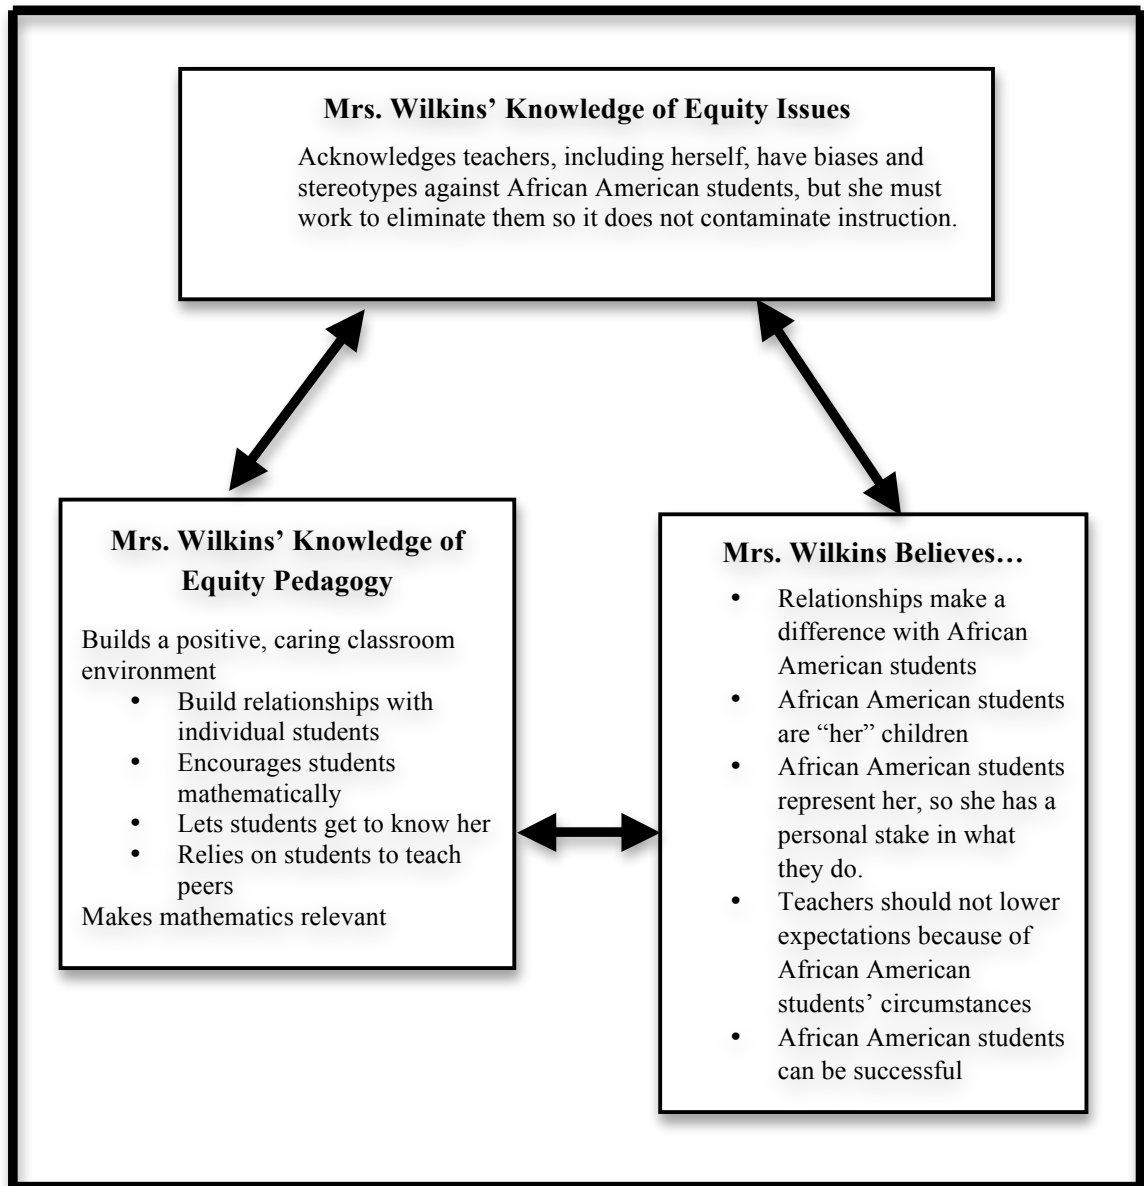 Mrs. Wilkins’ Knowledge of Equity Issues
Acknowledges teachers, including herself, have biases and
stereotypes against African American students, but she must
work to eliminate them so it does not contaminate instruction.
Mrs. Wilkins’ Knowledge of
Equity Pedagogy
Builds a positive, caring classroom
environment
• Build relationships with
individual students
• Encourages students
mathematically
• Lets students get to know her
• Relies on students to teach
peers
Makes mathematics relevant
Mrs. Wilkins Believes…
• Relationships make a
difference with African
American students
• African American students
are “her” children
• African American students
represent her, so she has a
personal stake in what
they do.
• Teachers should not lower
expectations because of
African American
students’ circumstances
• African American students
can be successful